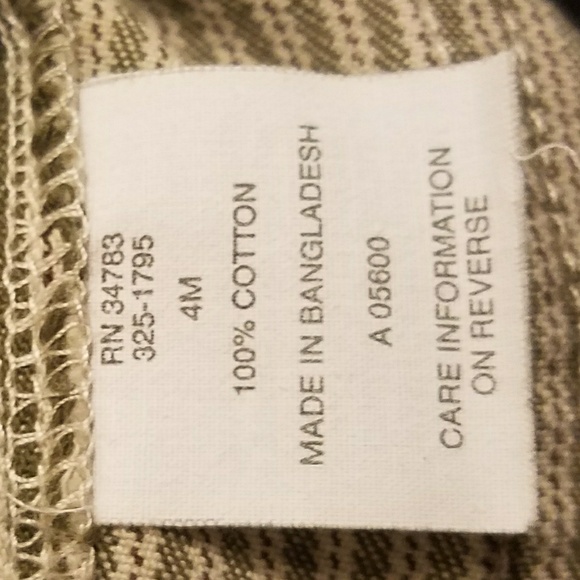 RN 34783
325-1795
4M
100% COTTON
MADE IN BANGLADESH
A 05600
CARE INFORMATION
ON REVERSE